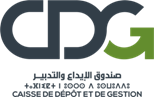 CDG
صندوق الإيداع والتدبير
CAISSE DE DÉPÔT ET DE GESTION